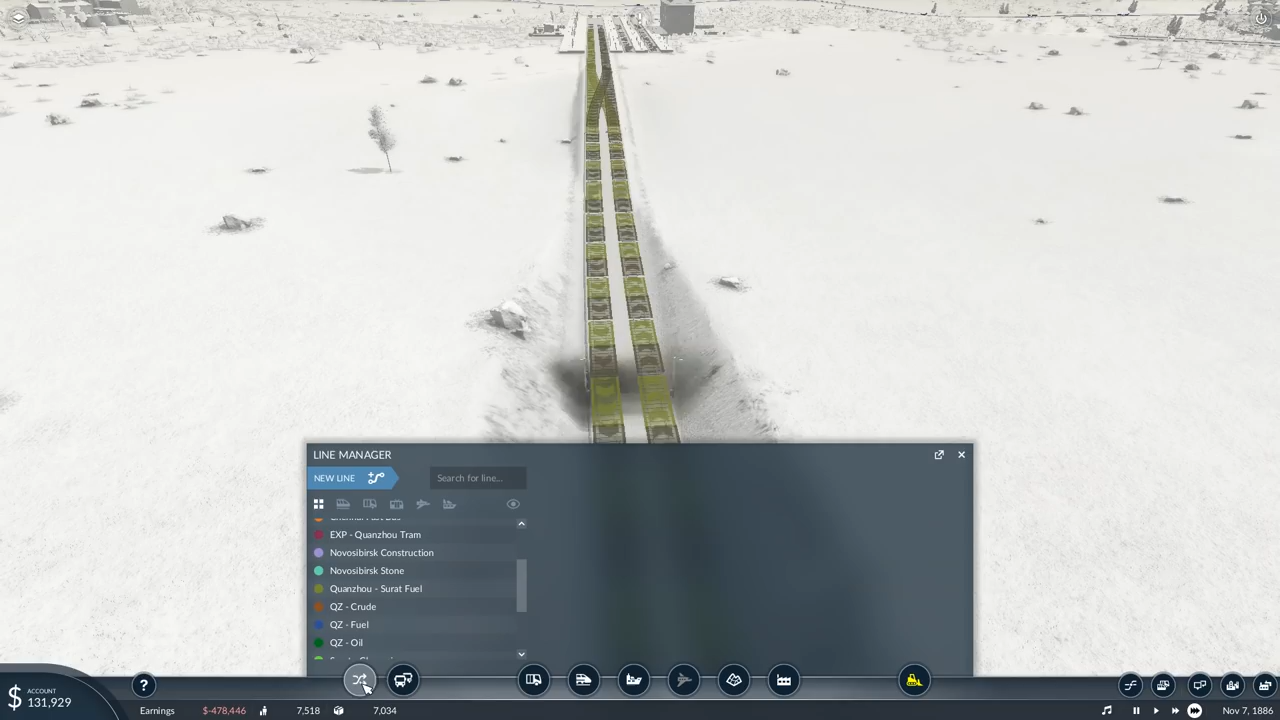 LINE MANAGER
NEW LINE
Search for line...
EXP - Quanzhou Tram
Novosibirsk Construction
Novosibirsk Stone
Quanzhou - Surat Fuel
QZ - Crude
QZ - Fuel
QZ - Oil
?
$ ACCOUNT
131,929
Earnings $-478,446 7,518 7,034
Nov 7, 1886